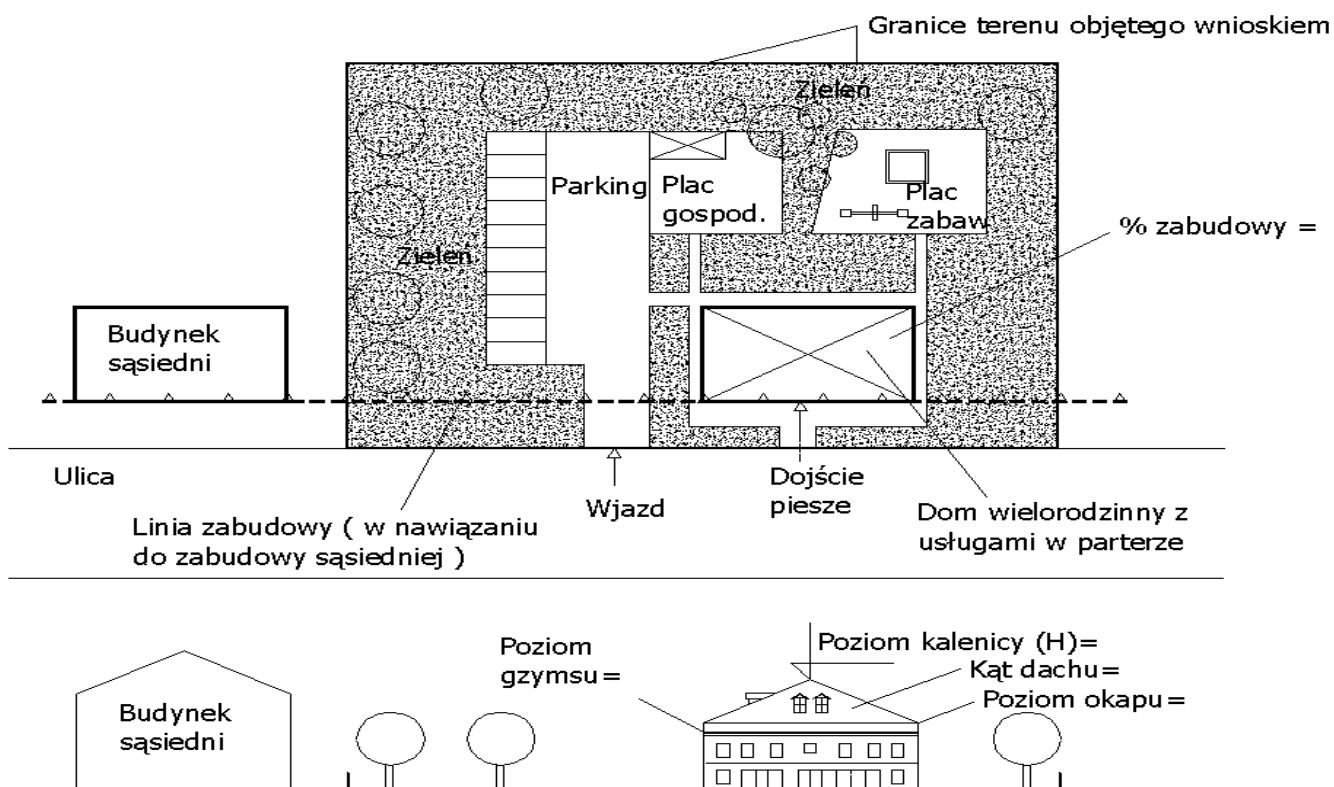 Granice terenu objętego wnioskiem
Zieleń
Parking
Plac
gospod.
Plac
zabaw
% zabudowy =
Zieleń
Budynek
sąsiedni
Ulica
Wjazd
Dojście
piesze
Linia zabudowy ( w nawiązaniu
do zabudowy sąsiedniej )
Dom wielorodzinny z
usługami w parterze
Poziom
gzymsu=
Poziom kalenicy (H)=
Kąt dachu=
Poziom okapu=
Budynek
sąsiedni